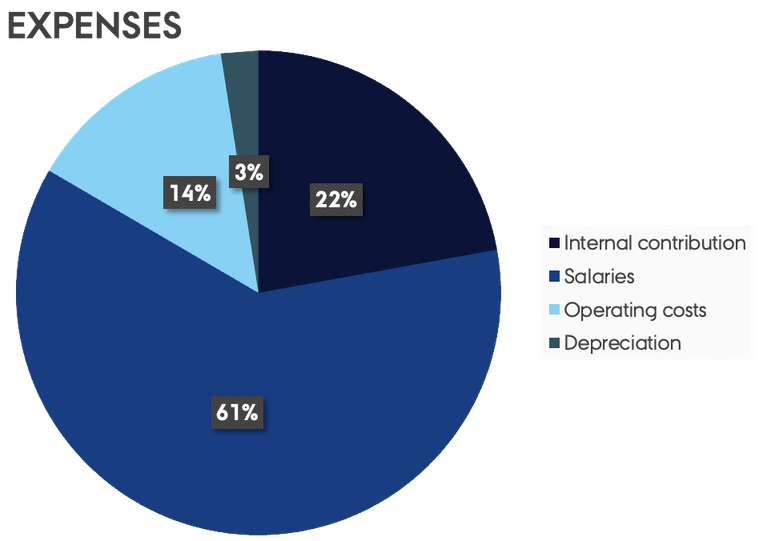 EXPENSES
3%
14%
22%
61%
Internal contribution
Salaries
Operating costs
Depreciation